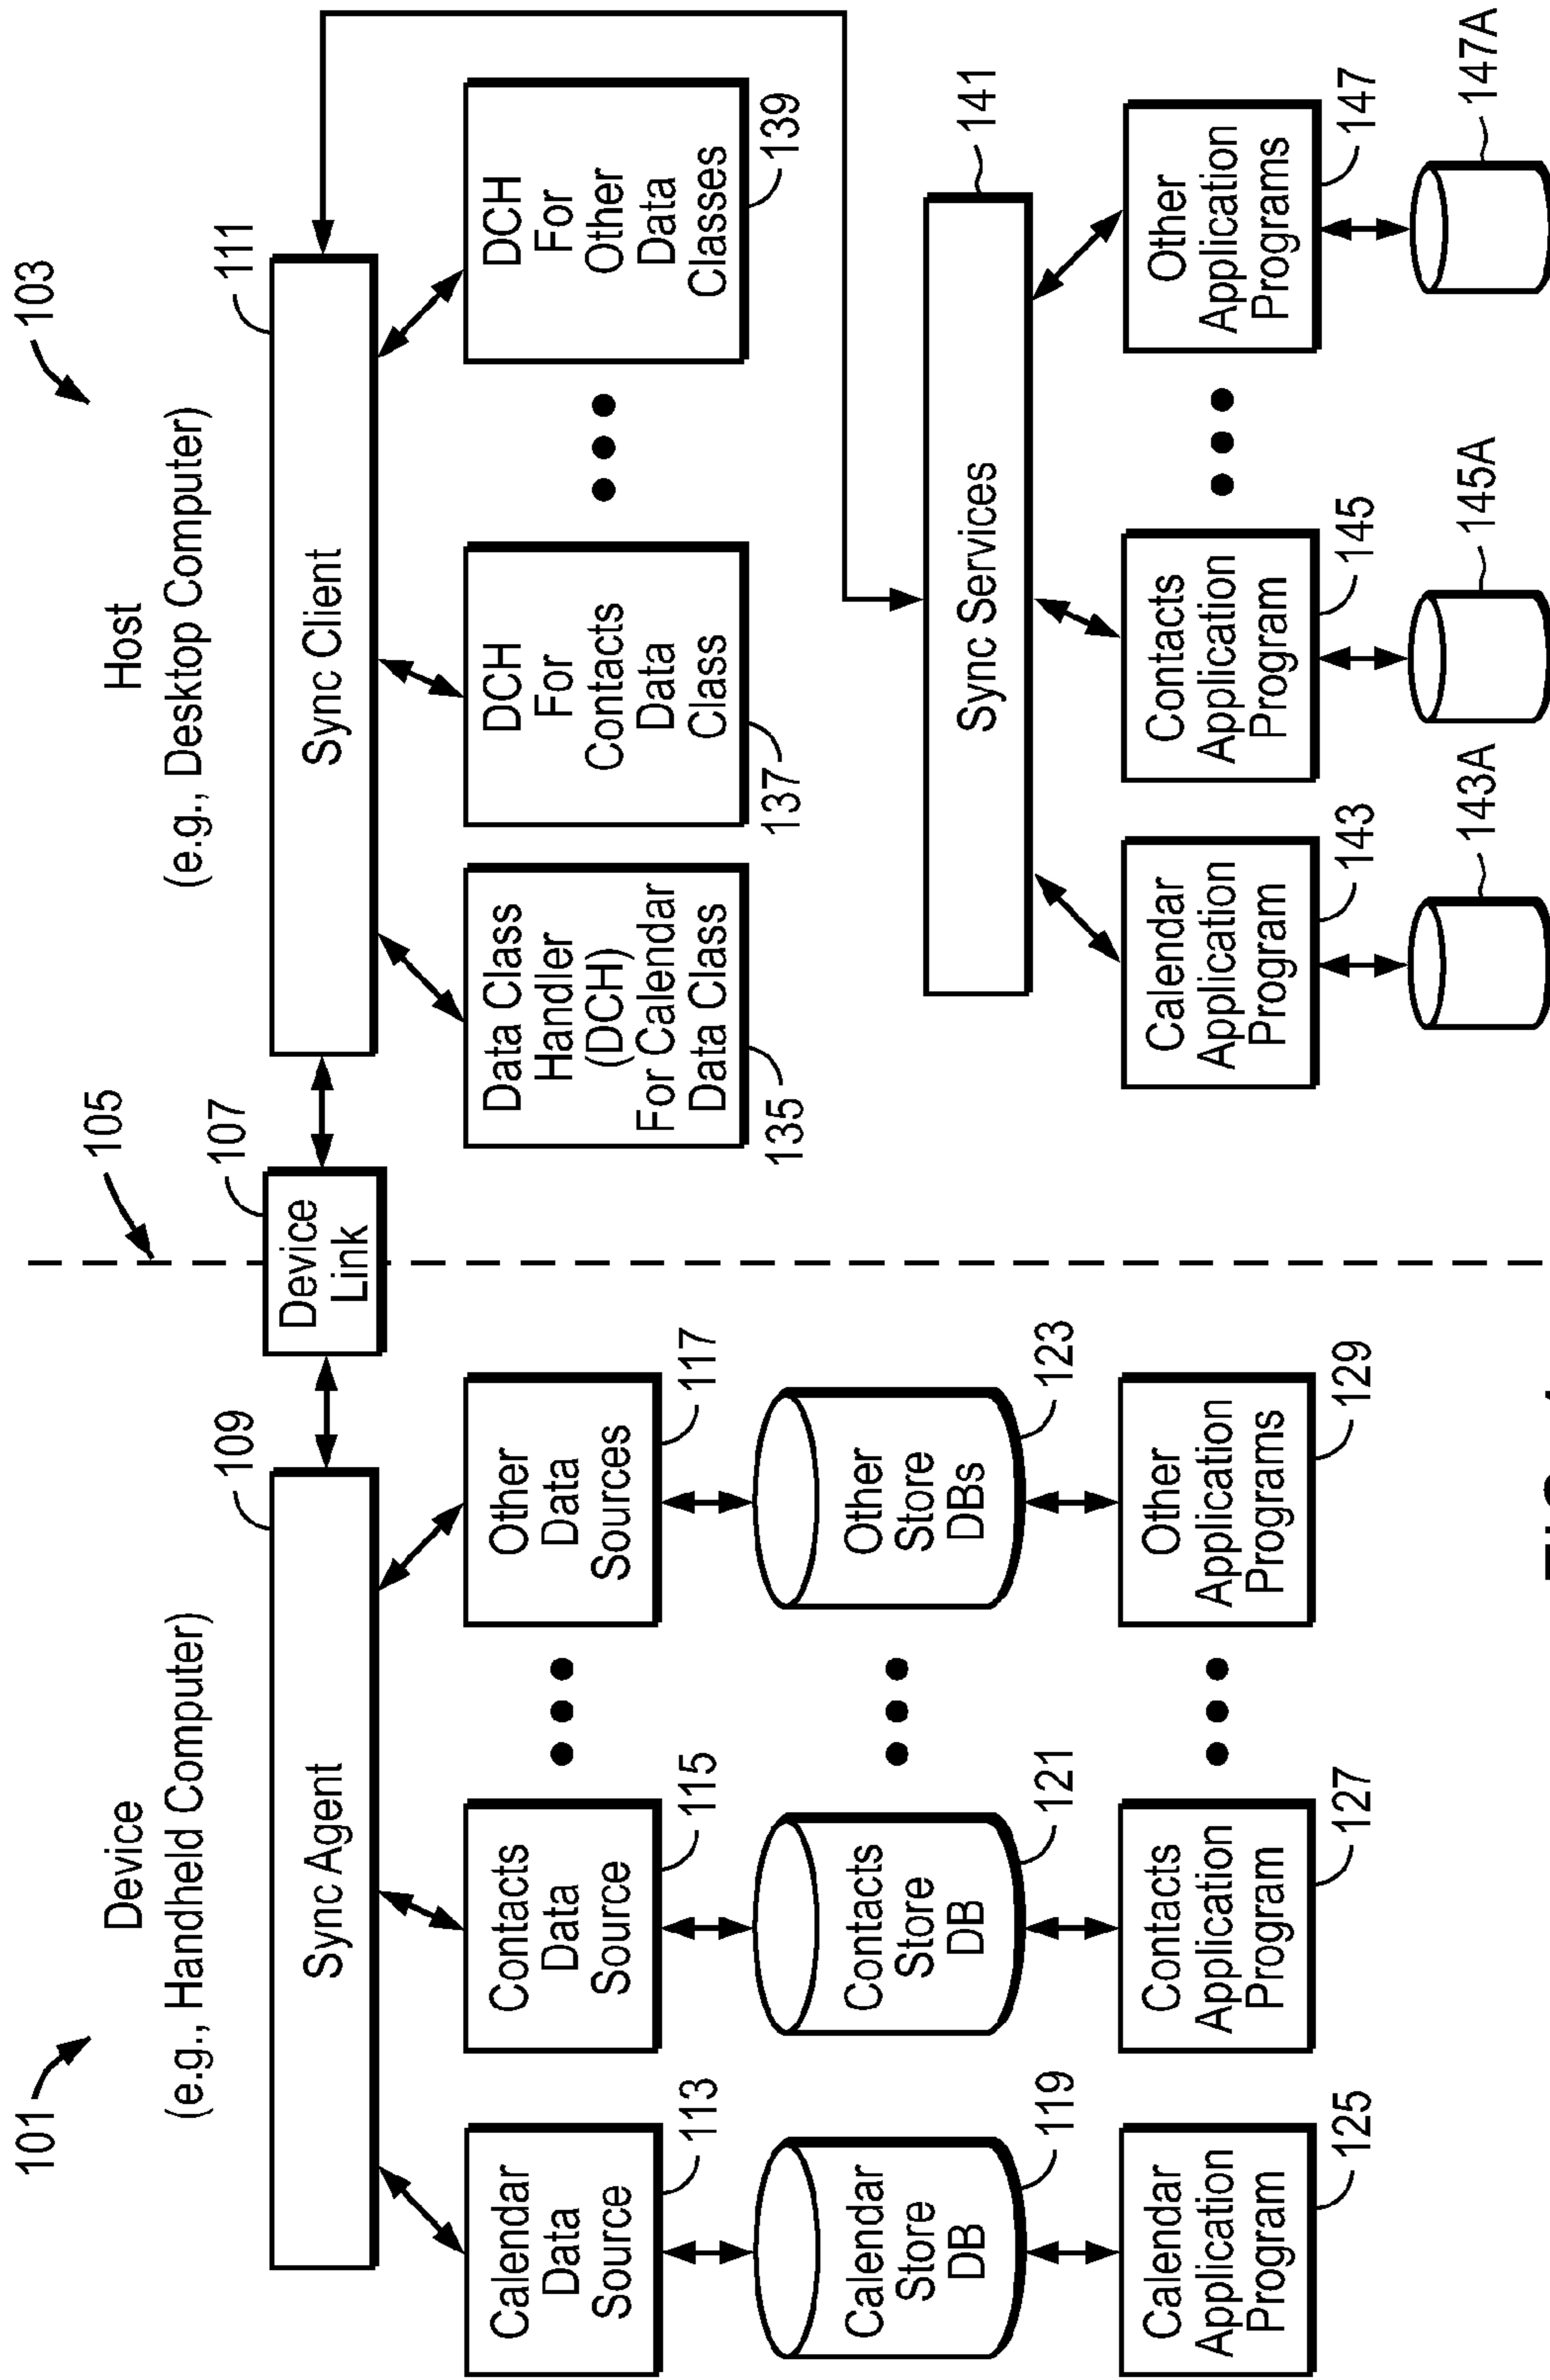 101
Device
(e.g., Handheld Computer)
109
Sync Agent
105
107
Device
Link
103
Host
(e.g., Desktop Computer)
111
Sync Client
Calendar
Data
Source
113
Contacts
Data
Source
115
Other
Data
Sources
117
Calendar
Store
DB
119
Contacts
Store
DB
121
Other
Store
DBs
123
Calendar
Application
Program
125
Contacts
Application
Program
127
Other
Application
Programs
129
Data Class
Handler
(DCH)
For Calendar
Data Class
135
DCH
For
Contacts
Data
Class
137
DCH
For
Other
Data
Classes
139
Sync Services
141
Calendar
Application
Program
143
Contacts
Application
Program
145
Other
Application
Programs
147
143A
145A
147A